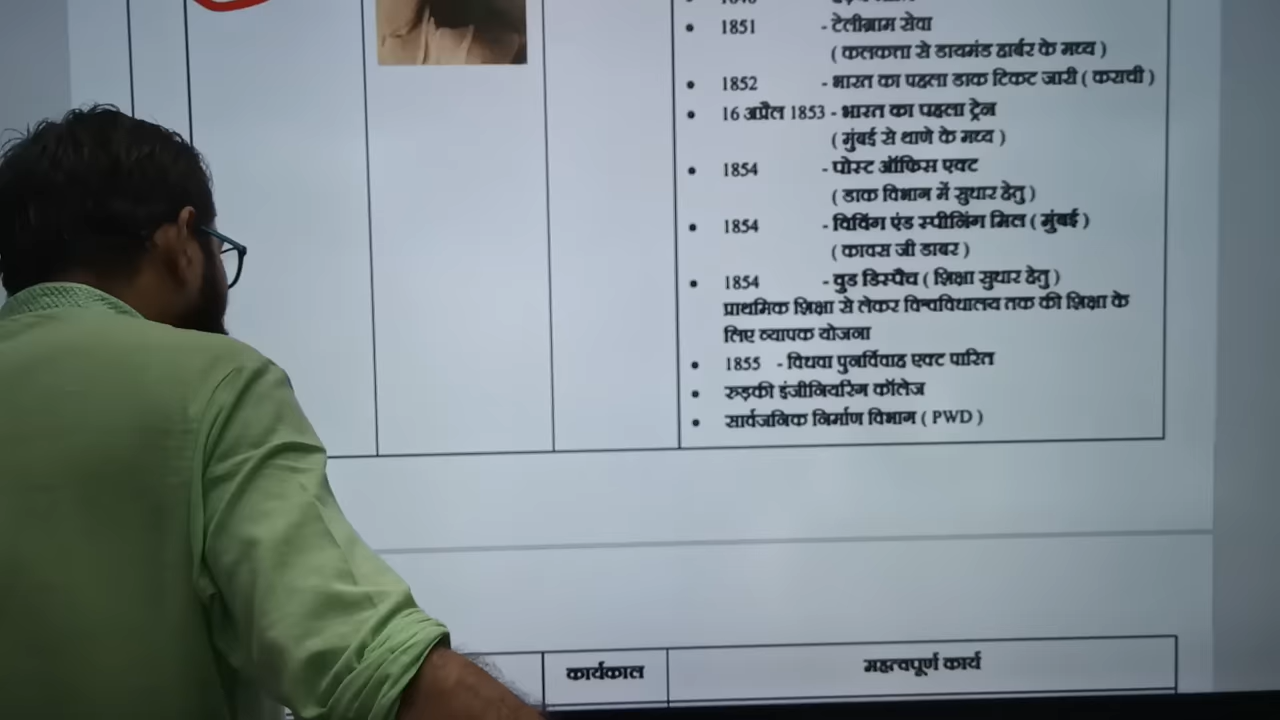 1851 - टेलीग्राम सेवा
( कलकत्ता से डायमंड हार्बर के मध्य )
1852 - भारत का पहला डाक टिकट जारी ( कराची )
16 अप्रैल 1853 - भारत का पहला ट्रेन
( मुंबई से थाणे के मध्य )
1854 - पोस्ट ऑफिस एक्ट
( डाक विभाग में सुधार हेतु )
1854 - विविंग एंड स्पीनिंग मिल ( मुंबई )
( कावस जी डाबर )
1854 - वुड डिस्पैच ( शिक्षा सुधार हेतु )
प्राथमिक शिक्षा से लेकर विश्वविधालय तक की शिक्षा के
लिए व्यापक योजना
1855 - विधवा पुनर्विवाह एक्ट पारित
रुड़की इंजीनियरिंग कॉलेज
सार्वजनिक निर्माण विभाग ( PWD )
कार्यकाल महत्वपूर्ण कार्य